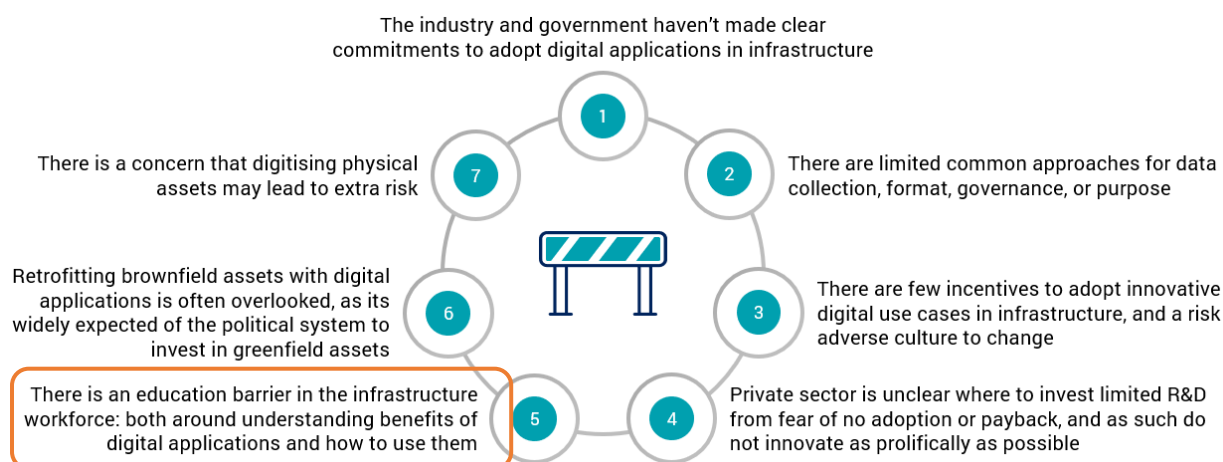 The industry and government haven't made clear
commitments to adopt digital applications in infrastructure
1
2
There are limited common approaches for data
collection, format, governance, or purpose
3
There are few incentives to adopt innovative
digital use cases in infrastructure, and a risk
adverse culture to change
4
Private sector is unclear where to invest limited R&D
from fear of no adoption or payback, and as such do
not innovate as prolifically as possible
5
There is an education barrier in the infrastructure
workforce: both around understanding benefits of
digital applications and how to use them
6
Retrofitting brownfield assets with digital
applications is often overlooked, as its
widely expected of the political system to
invest in greenfield assets
7
There is a concern that digitising physical
assets may lead to extra risk